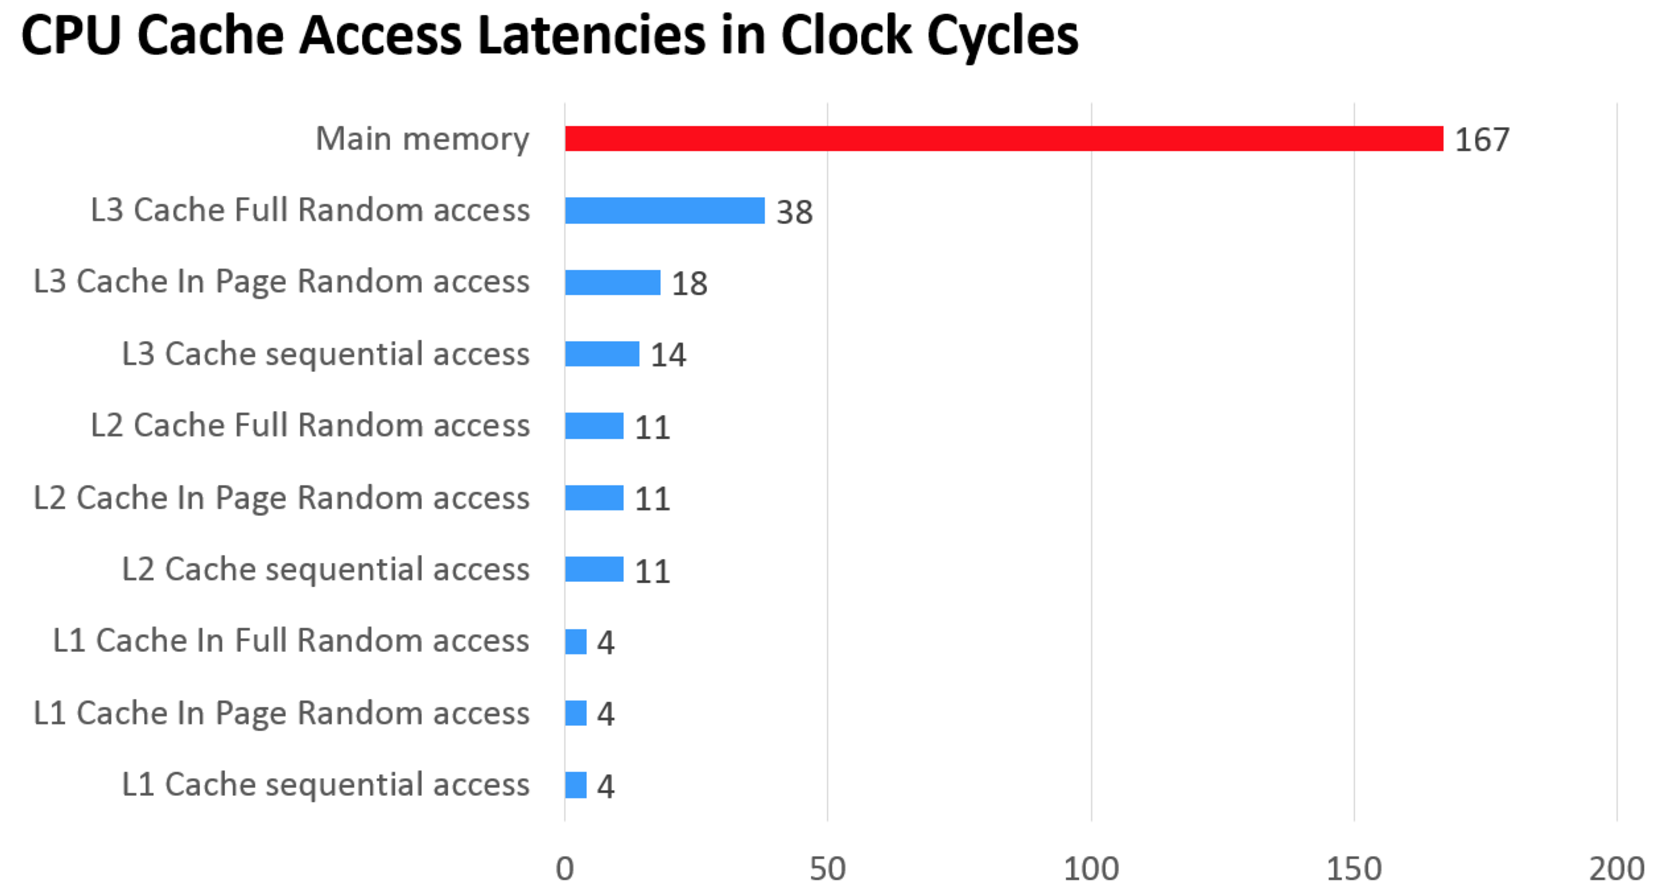 CPU Cache Access Latencies in Clock Cycles
Main memory 167
L3 Cache Full Random access 38
L3 Cache In Page Random access 18
L3 Cache sequential access 14
L2 Cache Full Random access 11
L2 Cache In Page Random access 11
L2 Cache sequential access 11
L1 Cache In Full Random access 4
L1 Cache In Page Random access 4
L1 Cache sequential access 4
0 50 100 150 200